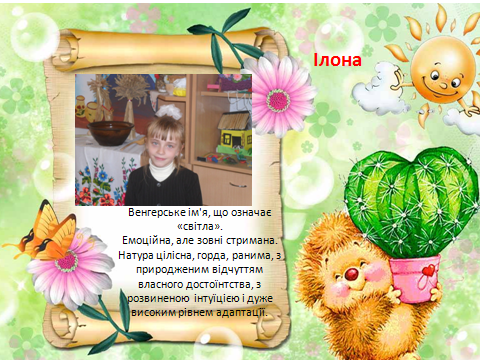 Ілона
Венгерське ім'я, що означає
«світла».
Емоційна, але зовні стримана.
Натура цілісна, горда, ранима, з
природженим відчуттям
власного достоїнтства, з
розвиненою інтуїцією і дуже
високим рівнем адаптації.